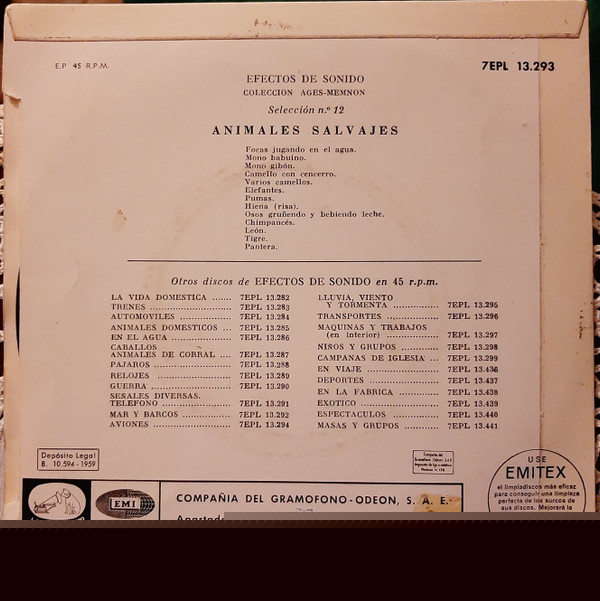 E.P 45 R.P.M.
7EPL 13.293
EFECTOS DE SONIDO
COLECCION AGES-MEMNON
Selección n.º 12
ANIMALES SALVAJES
Focas jugando en el agua.
Mono babuino.
Mono gibón.
Camello con cencerro.
Varios camellos.
Elefantes.
Pumas.
Hiena (risa).
Osos gruñendo y bebiendo leche.
Chimpancés.
León.
Tigre.
Pantera.
Otros discos de EFECTOS DE SONIDO en 45 r.p.m.
LA VIDA DOMESTICA ....... 7EPL 13.282
TRENES ..................... 7EPL 13.283
AUTOMOVILES ............. 7EPL 13.284
ANIMALES DOMESTICOS ... 7EPL 13.285
EN EL AGUA ................ 7EPL 13.286
CABALLOS
ANIMALES DE CORRAL .... 7EPL 13.287
PAJAROS .................... 7EPL 13.288
RELOJES .................... 7EPL 13.289
GUERRA ..................... 7EPL 13.290
SEÑALES DIVERSAS.
TELEFONO .................. 7EPL 13.291
MAR Y BARCOS ............ 7EPL 13.292
AVIONES .................... 7EPL 13.294
LLUVIA, VIENTO
Y TORMENTA ............... 7EPL 13.295
TRANSPORTES .............. 7EPL 13.296
MAQUINAS Y TRABAJOS
(en interior) ................. 7EPL 13.297
NIÑOS Y GRUPOS .......... 7EPL 13.298
CAMPANAS DE IGLESIA ... 7EPL 13.299
EN VIAJE .................... 7EPL 13.436
DEPORTES .................. 7EPL 13.437
EN LA FABRICA ............ 7EPL 13.438
EXOTICO .................... 7EPL 13.439
ESPECTACULOS ............ 7EPL 13.440
MASAS Y GRUPOS ......... 7EPL 13.441
Depósito Legal
B. 10.594 - 1959
EMI
COMPAÑIA DEL GRAMOFONO-ODEON, S. A. E.
USE
EMITEX
el limpiadiscos más eficaz
para conseguir una limpieza
perfecta de los surcos de
sus discos. Mejorará la